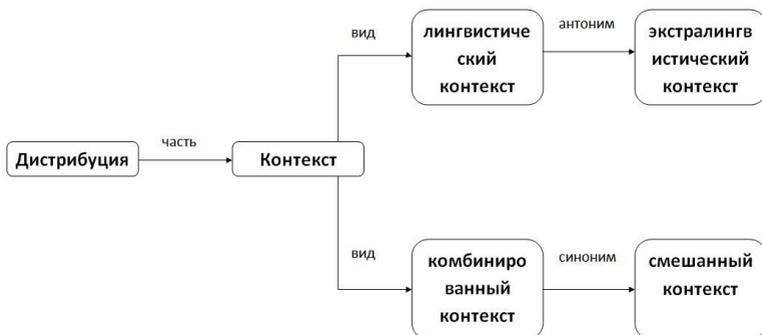 вид
лингвистиче
ский
контекст
антоним
экстралингв
истический
контекст
Дистрибуция
часть
Контекст
вид
комбиниро
ванный
контекст
синоним
смешанный
контекст